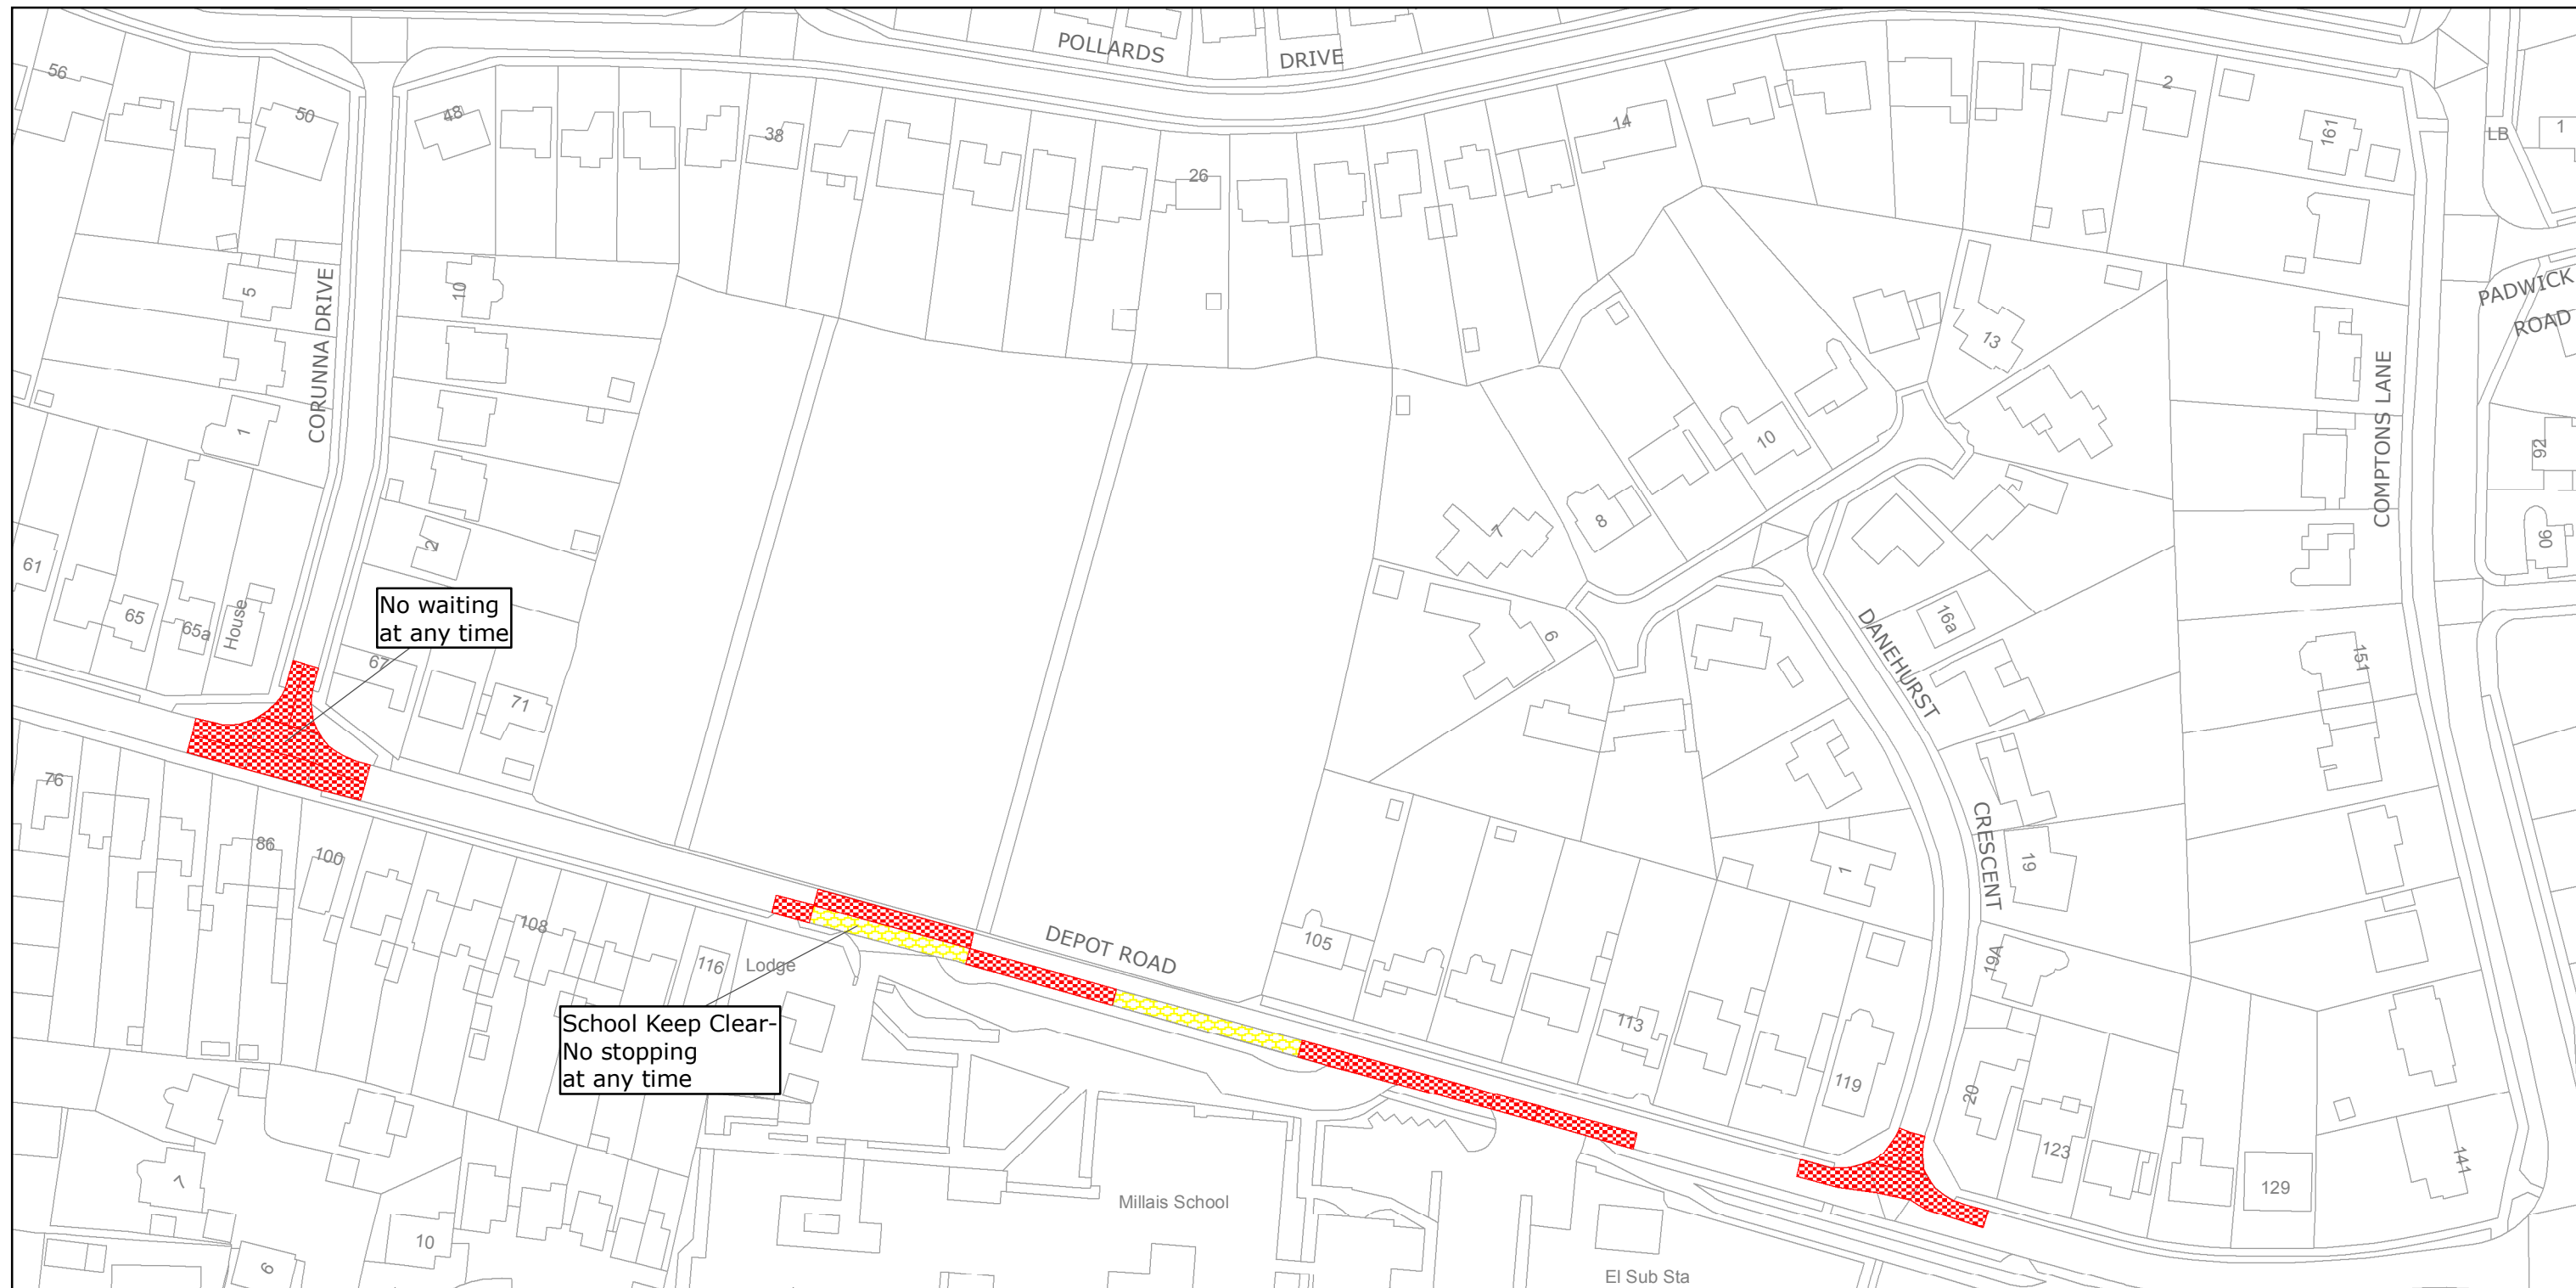 POLLARDS DRIVE
56
50
48
38
26
14
2
161
LB
1
PADWICK
ROAD
CORUNNA DRIVE
5
10
1
2
13
10
8
7
6
COMPTONS LANE
92
90
151
DANEHURST
CRESCENT
16a
19
19A
1
61
65
65a
House
67
71
No waiting
at any time
76
86
100
108
116
Lodge
DEPOT ROAD
105
113
119
20
123
129
141
School Keep Clear-
No stopping
at any time
7
10
6
Millais School
El Sub Sta